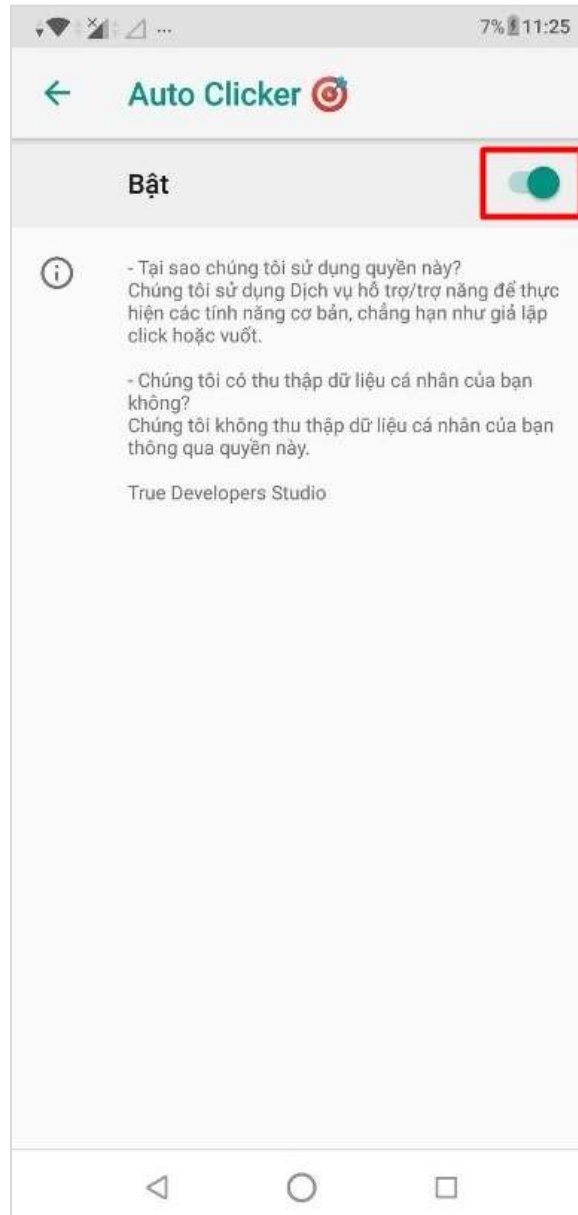 7% 11:25
Auto Clicker
Bật
- Tại sao chúng tôi sử dụng quyền này?
Chúng tôi sử dụng Dịch vụ hỗ trợ/trợ năng để thực
hiện các tính năng cơ bản, chẳng hạn như giả lập
click hoặc vuốt.
- Chúng tôi có thu thập dữ liệu cá nhân của bạn
không?
Chúng tôi không thu thập dữ liệu cá nhân của bạn
thông qua quyền này.
True Developers Studio